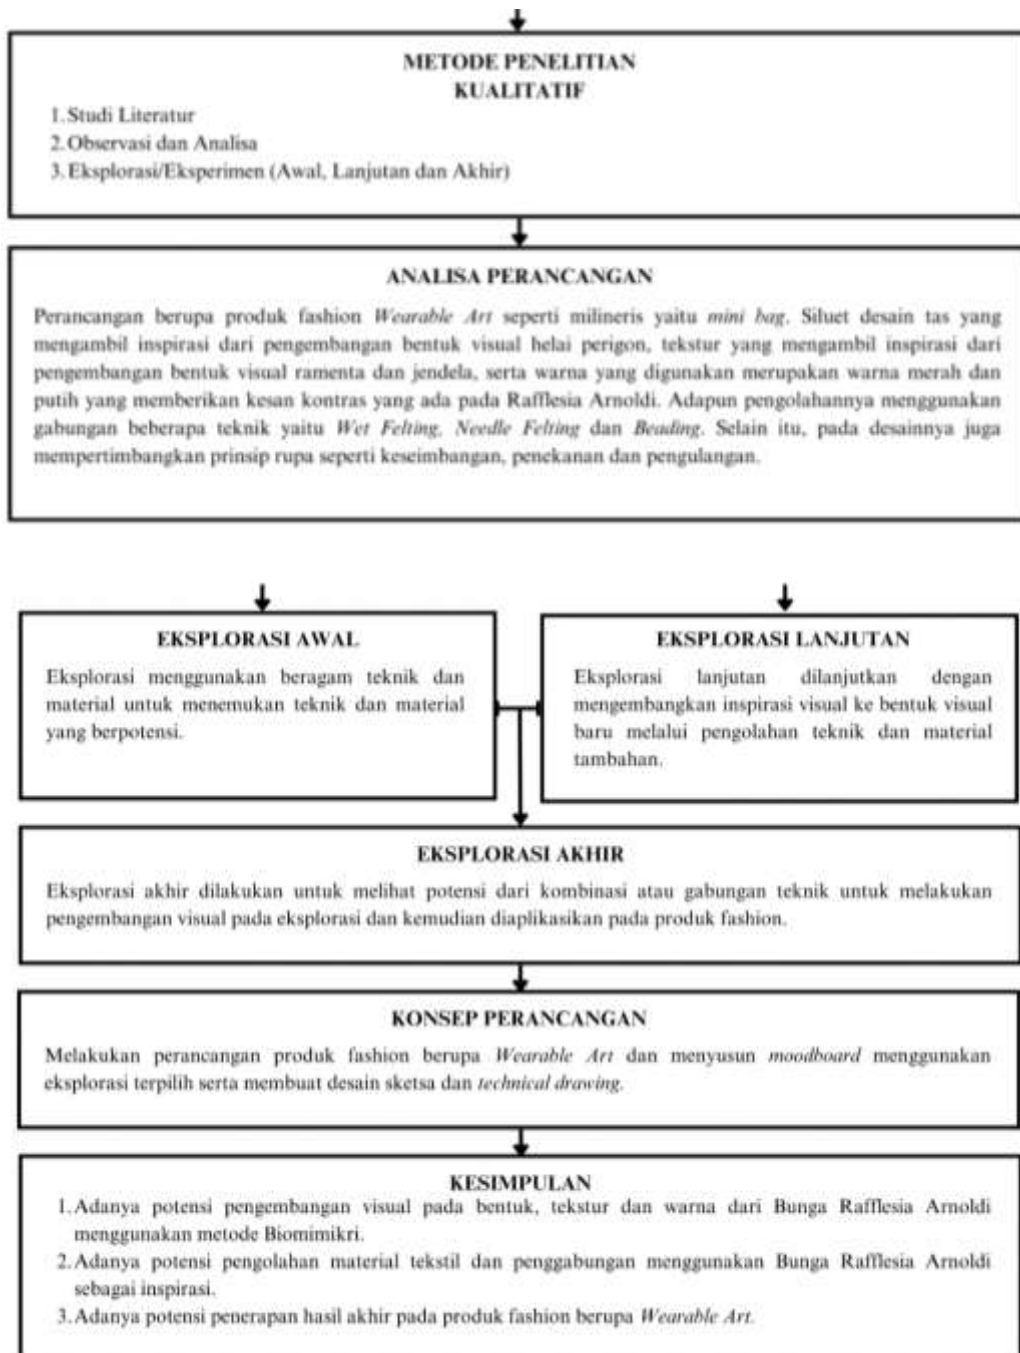 METODE PENELITIAN
KUALITATIF
1. Studi Literatur
2. Observasi dan Analisa
3. Eksplorasi/Eksperimen (Awal, Lanjutan dan Akhir)
ANALISA PERANCANGAN
Perancangan berupa produk fashion Wearable Art seperti milineris yaitu mini bag. Siluet desain tas yang
mengambil inspirasi dari pengembangan bentuk visual helai perigon, tekstur yang mengambil inspirasi dari
pengembangan bentuk visual ramenta dan jendela, serta warna yang digunakan merupakan warna merah dan
putih yang memberikan kesan kontras yang ada pada Rafflesia Arnoldi. Adapun pengolahannya menggunakan
gabungan beberapa teknik yaitu Wet Felting, Needle Felting dan Beading. Selain itu, pada desainnya juga
mempertimbangkan prinsip rupa seperti keseimbangan, penekanan dan pengulangan.
EKSPLORASI AWAL
Eksplorasi menggunakan beragam teknik dan
material untuk menemukan teknik dan material
yang berpotensi.
EKSPLORASI LANJUTAN
Eksplorasi lanjutan dilanjutkan dengan
mengembangkan inspirasi visual ke bentuk visual
baru melalui pengolahan teknik dan material
tambahan.
EKSPLORASI AKHIR
Eksplorasi akhir dilakukan untuk melihat potensi dari kombinasi atau gabungan teknik untuk melakukan
pengembangan visual pada eksplorasi dan kemudian diaplikasikan pada produk fashion.
KONSEP PERANCANGAN
Melakukan perancangan produk fashion berupa Wearable Art dan menyusun moodboard menggunakan
eksplorasi terpilih serta membuat desain sketsa dan technical drawing.
KESIMPULAN
1. Adanya potensi pengembangan visual pada bentuk, tekstur dan warna dari Bunga Rafflesia Arnoldi
menggunakan metode Biomimikri.
2. Adanya potensi pengolahan material tekstil dan penggabungan menggunakan Bunga Rafflesia Arnoldi
sebagai inspirasi.
3. Adanya potensi penerapan hasil akhir pada produk fashion berupa Wearable Art.